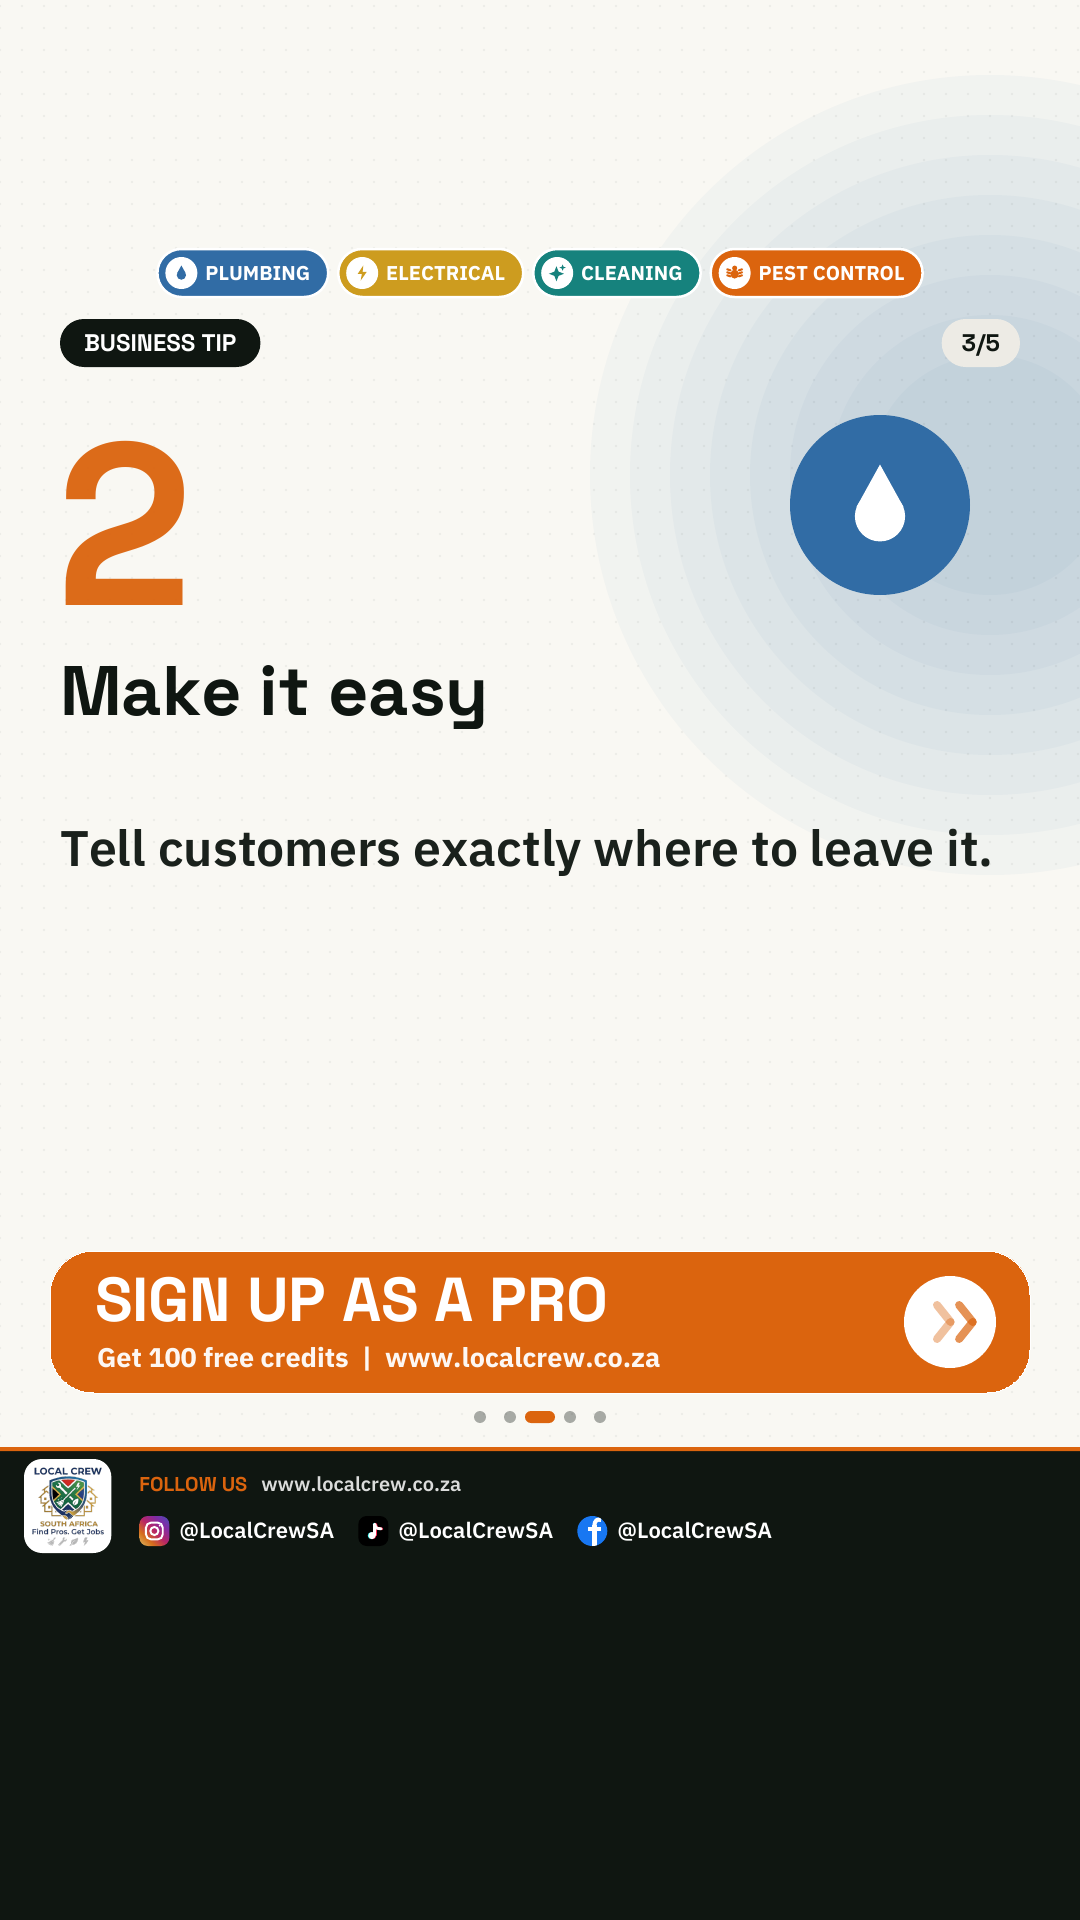 PLUMBING ELECTRICAL CLEANING PEST CONTROL
BUSINESS TIP 3/5
2
Make it easy
Tell customers exactly where to leave it.
SIGN UP AS A PRO
Get 100 free credits | www.localcrew.co.za
LOCAL CREW
SOUTH AFRICA
Find Pros. Get Jobs
FOLLOW US www.localcrew.co.za
@LocalCrewSA @LocalCrewSA @LocalCrewSA